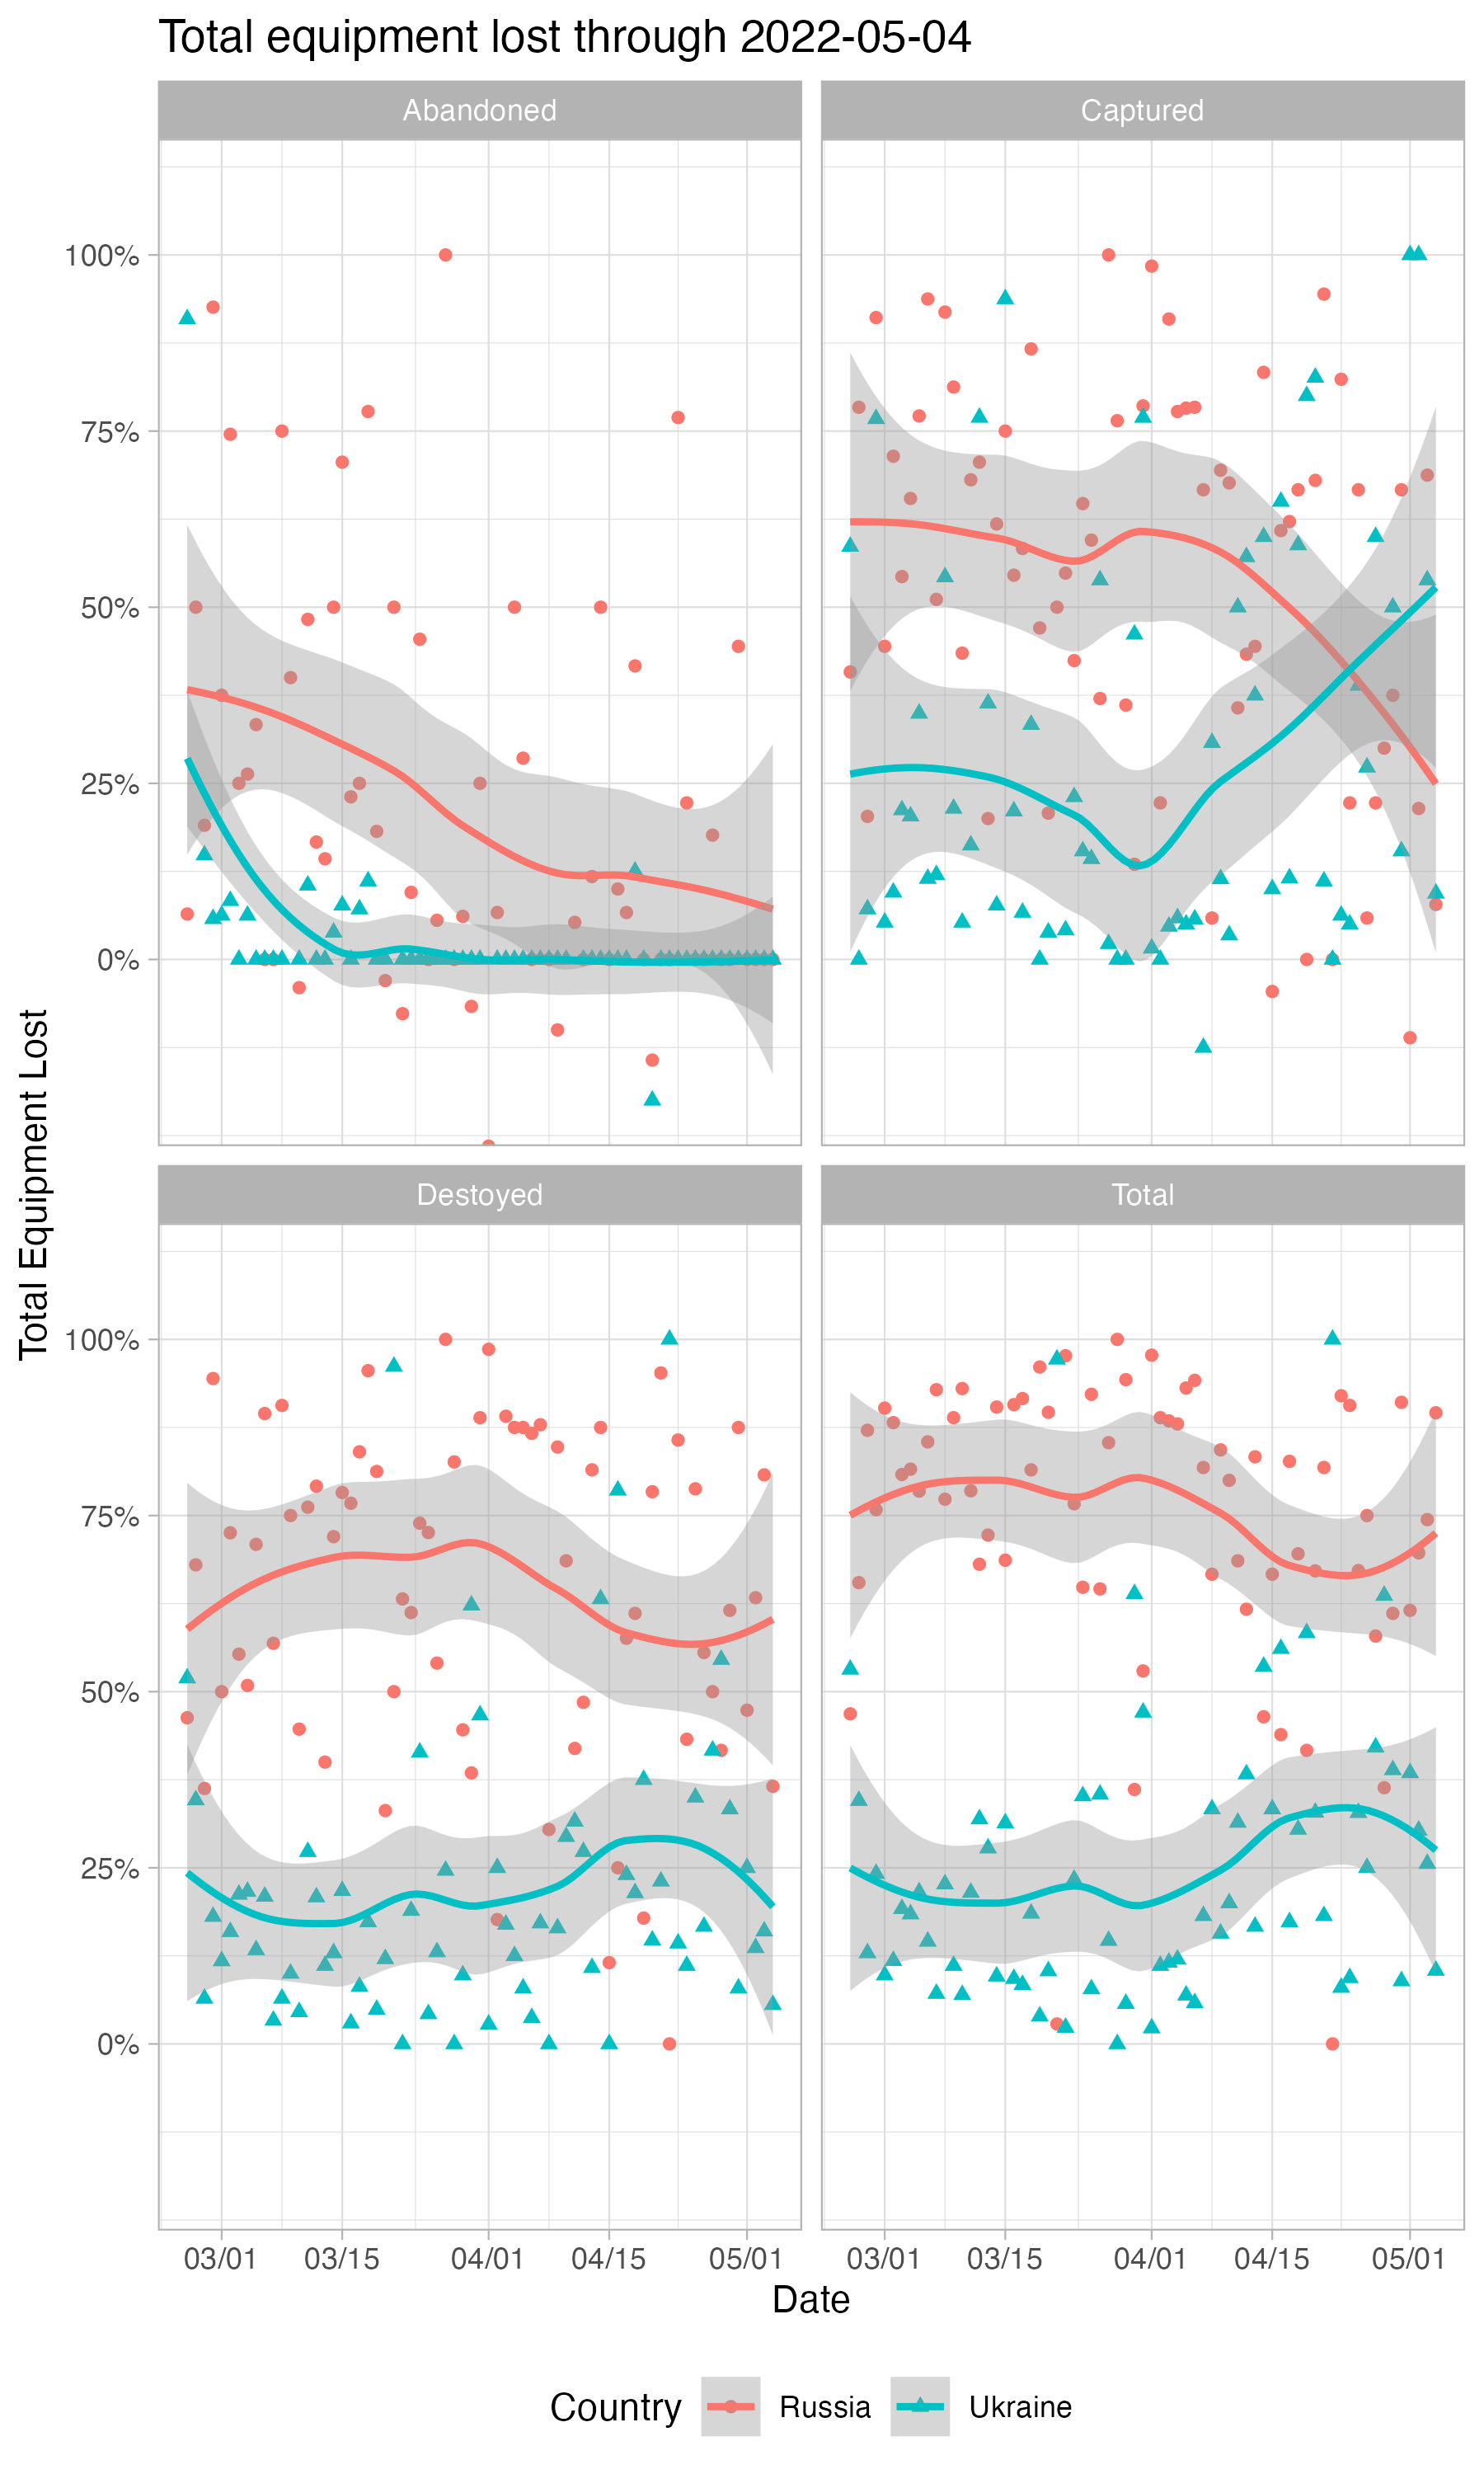 Total equipment lost through 2022-05-04
Abandoned
Captured
100%
75%
50%
25%
0%
Total Equipment Lost
Destoyed
Total
100%
75%
50%
25%
0%
03/01 03/15 04/01 04/15 05/01
03/01 03/15 04/01 04/15 05/01
Date
Country Russia Ukraine